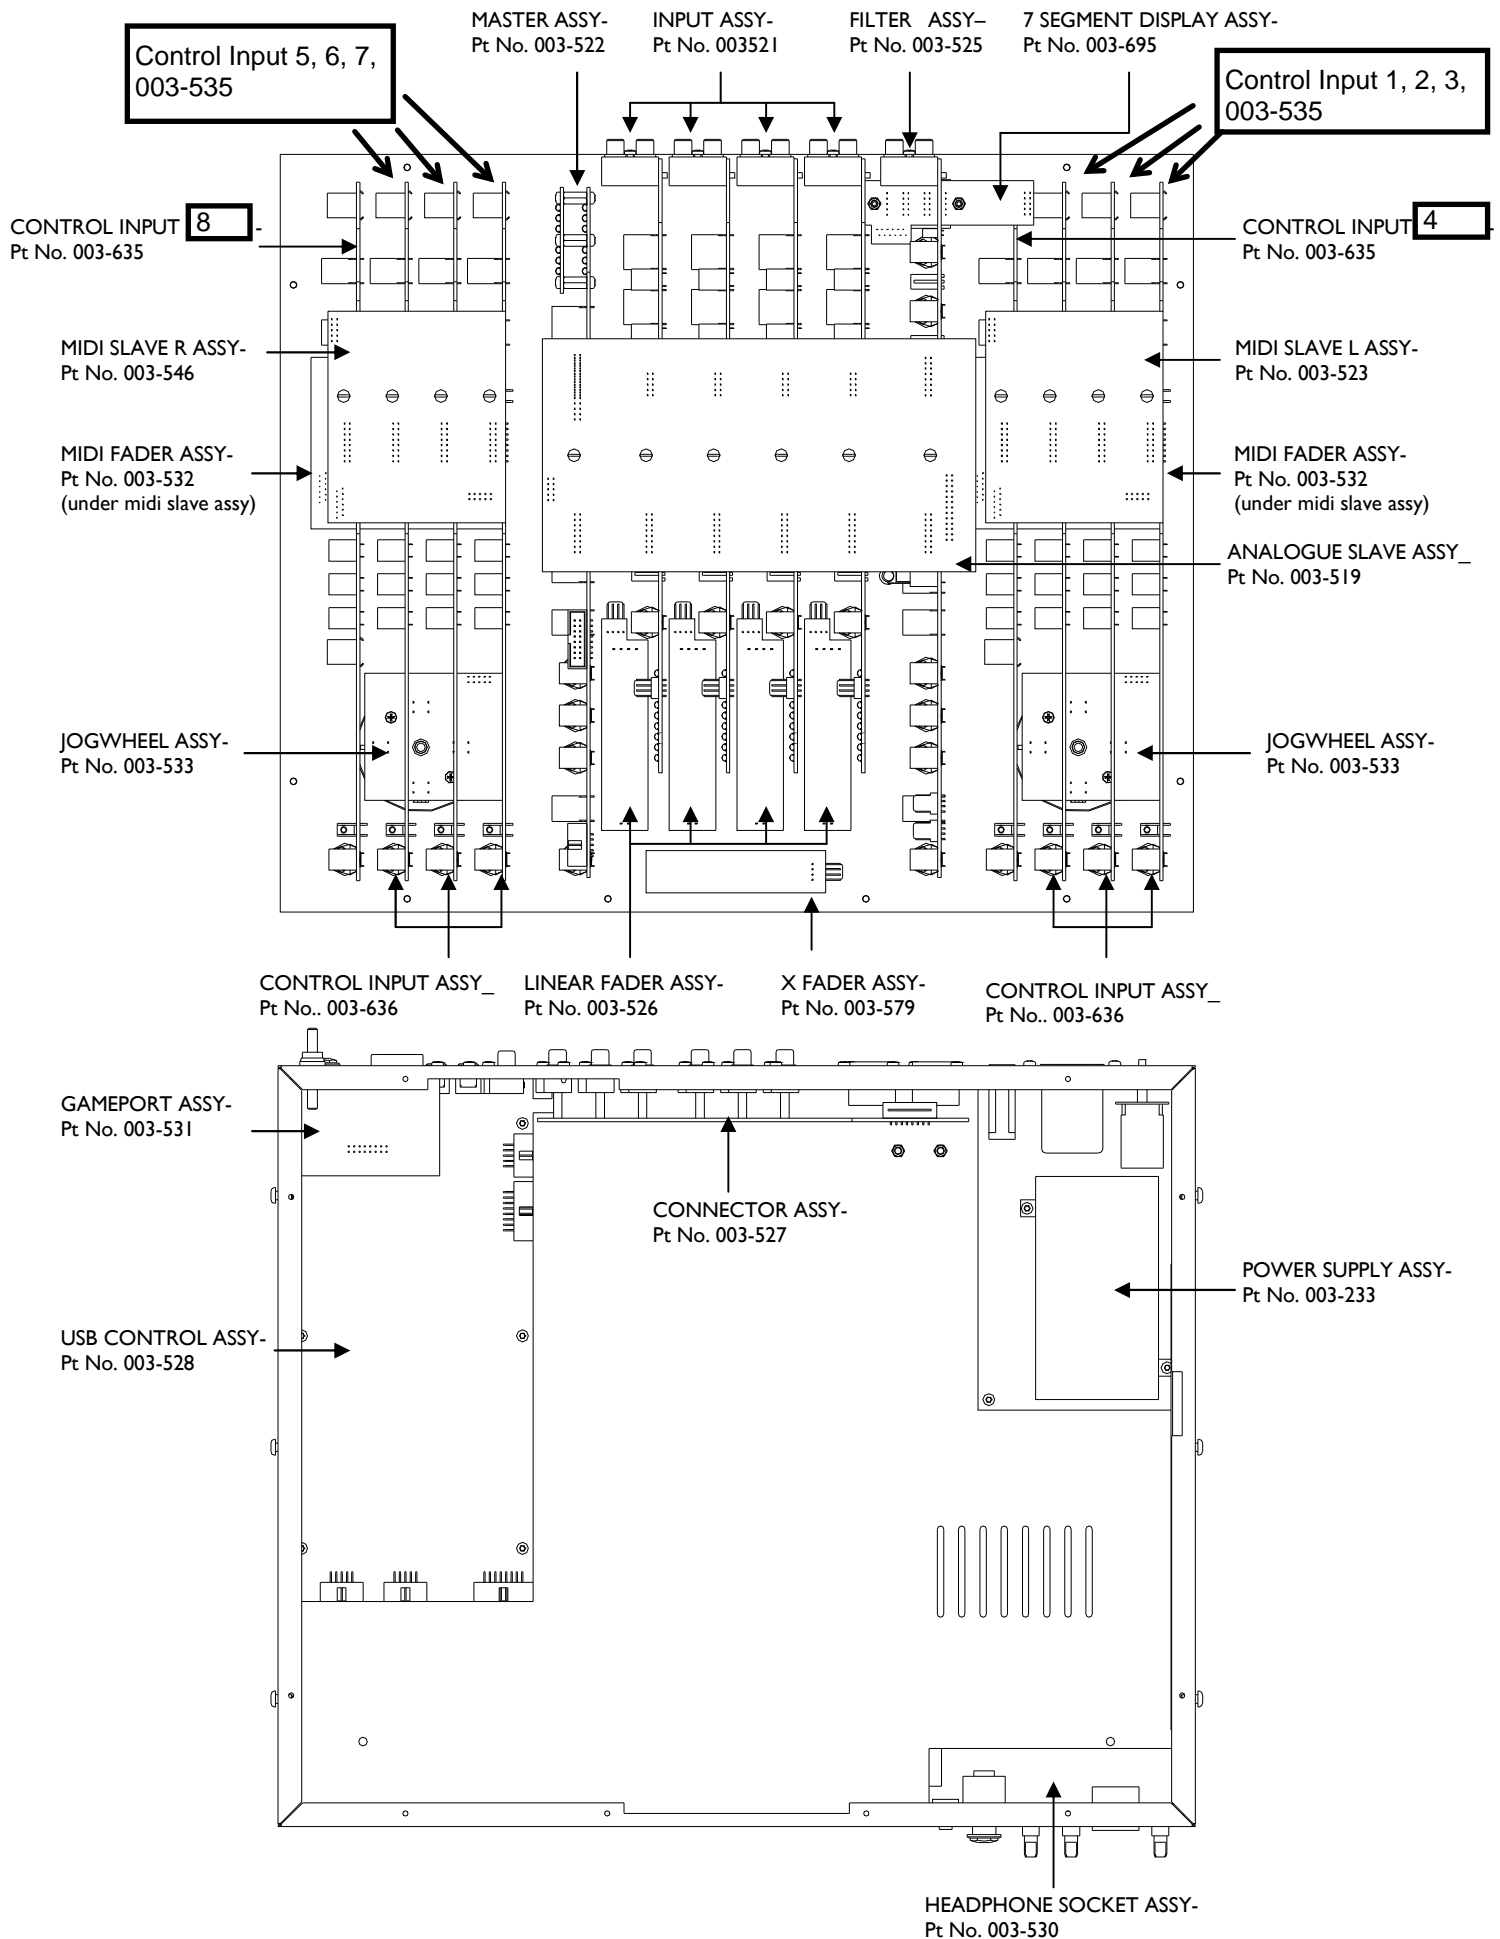 MASTER ASSY-
Pt No. 003-522
INPUT ASSY-
Pt No. 003521
FILTER ASSY–
Pt No. 003-525
7 SEGMENT DISPLAY ASSY-
Pt No. 003-695
Control Input 5, 6, 7,
003-535
Control Input 1, 2, 3,
003-535
CONTROL INPUT 8 -
Pt No. 003-635
CONTROL INPUT 4 -
Pt No. 003-635
MIDI SLAVE R ASSY-
Pt No. 003-546
MIDI SLAVE L ASSY-
Pt No. 003-523
MIDI FADER ASSY-
Pt No. 003-532
(under midi slave assy)
MIDI FADER ASSY-
Pt No. 003-532
(under midi slave assy)
ANALOGUE SLAVE ASSY_
Pt No. 003-519
JOGWHEEL ASSY-
Pt No. 003-533
JOGWHEEL ASSY-
Pt No. 003-533
CONTROL INPUT ASSY_
Pt No.. 003-636
LINEAR FADER ASSY-
Pt No. 003-526
X FADER ASSY-
Pt No. 003-579
CONTROL INPUT ASSY_
Pt No.. 003-636
GAMEPORT ASSY-
Pt No. 003-531
CONNECTOR ASSY-
Pt No. 003-527
POWER SUPPLY ASSY-
Pt No. 003-233
USB CONTROL ASSY-
Pt No. 003-528
HEADPHONE SOCKET ASSY-
Pt No. 003-530